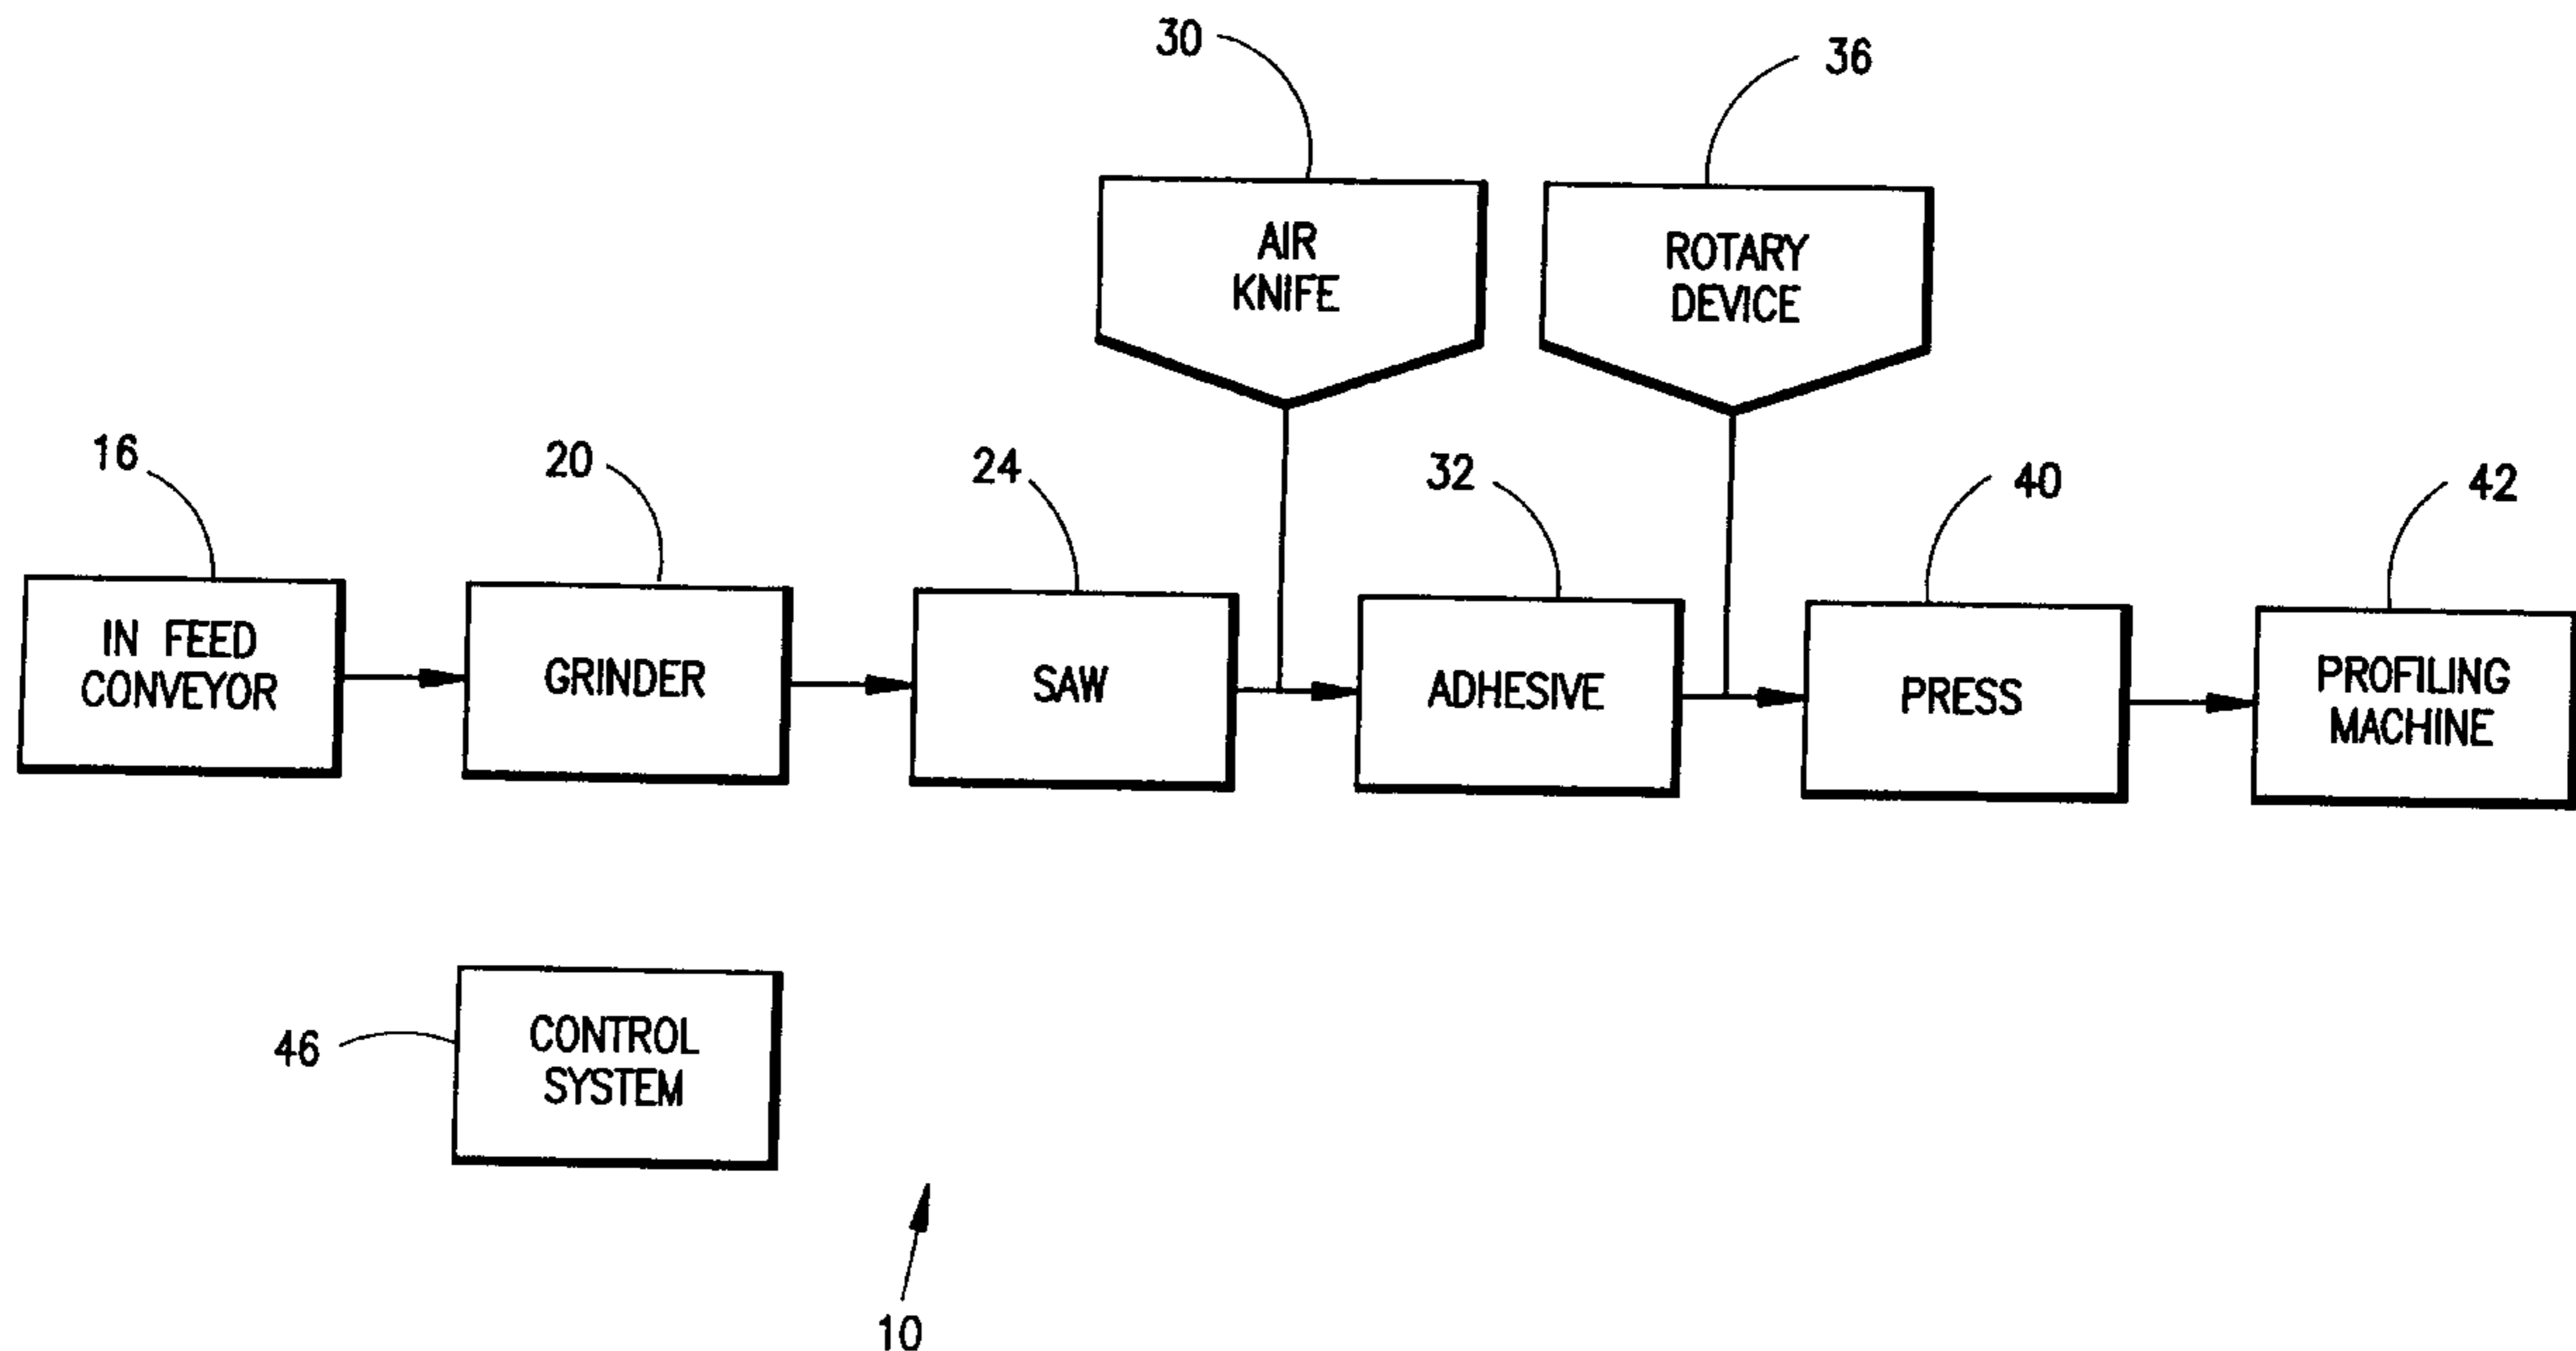 30
36
AIR
KNIFE
ROTARY
DEVICE
16
20
24
32
40
42
IN FEED
CONVEYOR
GRINDER
SAW
ADHESIVE
PRESS
PROFILING
MACHINE
46
CONTROL
SYSTEM
10